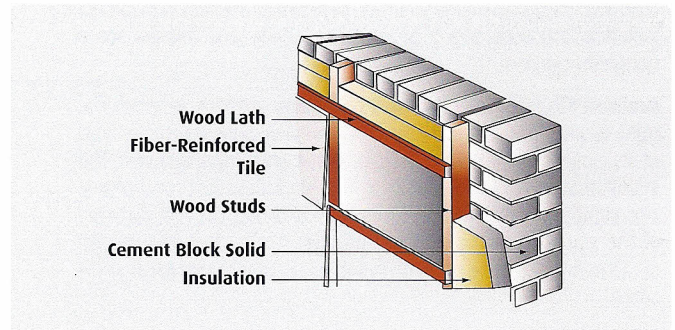 Wood Lath
Fiber-Reinforced
Tile
Wood Studs
Cement Block Solid
Insulation